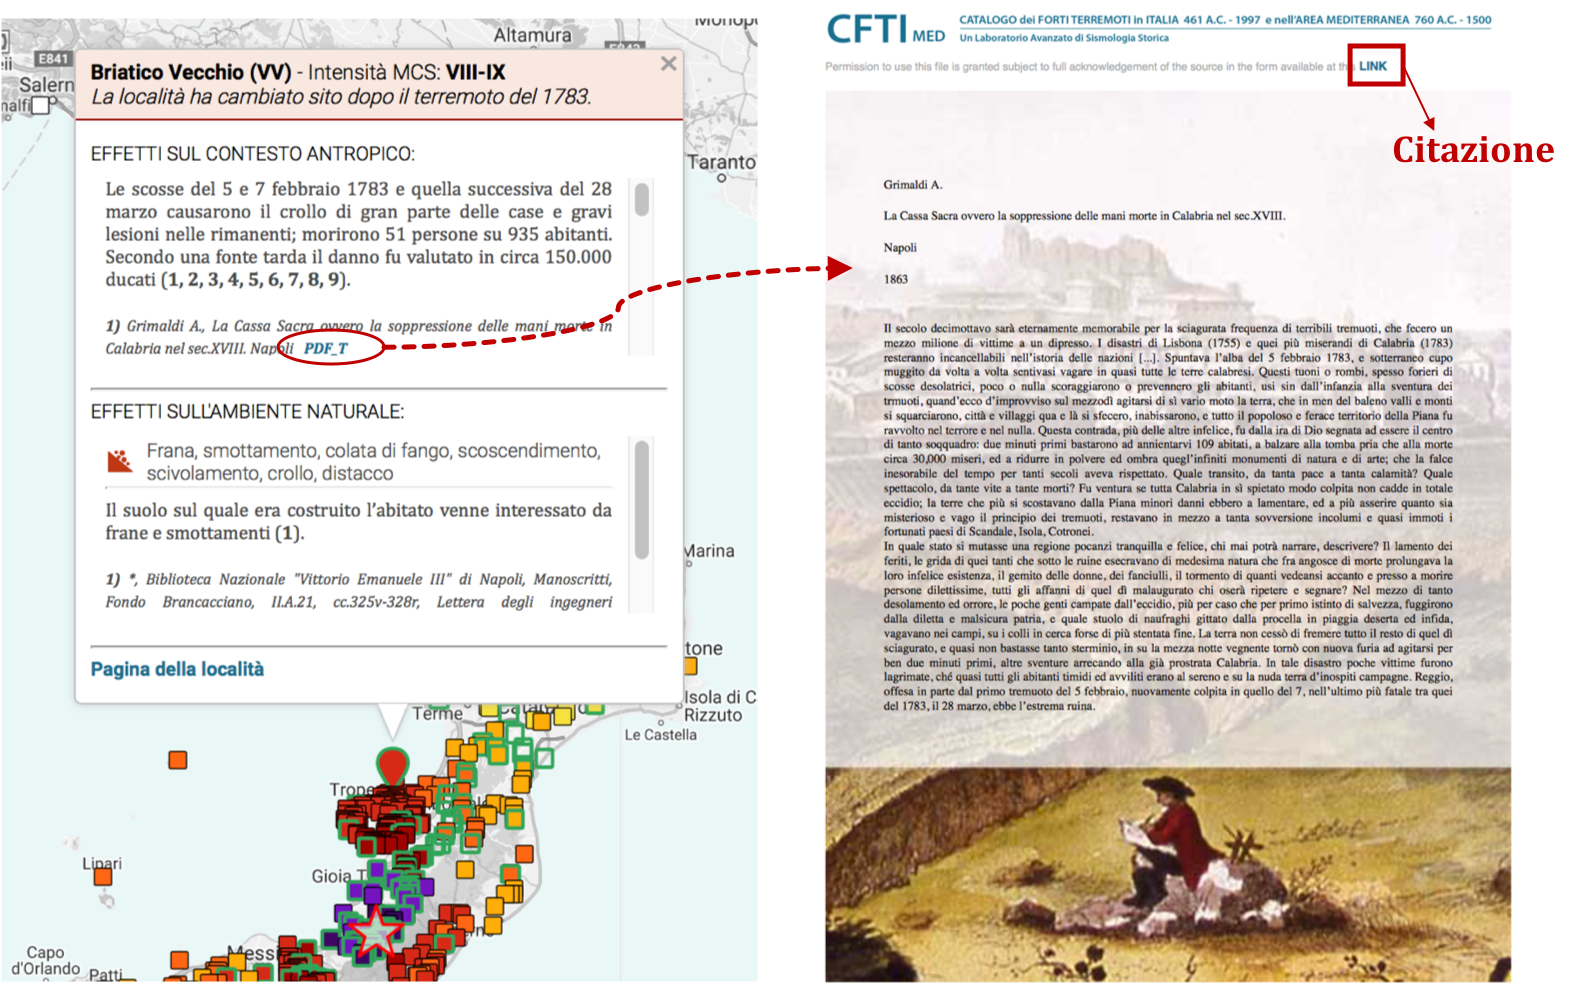 Altamura
E841
E843
Salern
Taranto
Briatico Vecchio (VV) - Intensità MCS: VIII-IX
La località ha cambiato sito dopo il terremoto del 1783.
×
EFFETTI SUL CONTESTO ANTROPICO:
Le scosse del 5 e 7 febbraio 1783 e quella successiva del 28
marzo causarono il crollo di gran parte delle case e gravi
lesioni nelle rimanenti; morirono 51 persone su 935 abitanti.
Secondo una fonte tarda il danno fu valutato in circa 150.000
ducati (1, 2, 3, 4, 5, 6, 7, 8, 9).
1) Grimaldi A., La Cassa Sacra ovvero la soppressione delle mani morte in
Calabria nel sec.XVIII. Napoli PDF_T
EFFETTI SULL'AMBIENTE NATURALE:
Frana, smottamento, colata di fango, scoscendimento,
scivolamento, crollo, distacco
Il suolo sul quale era costruito l'abitato venne interessato da
frane e smottamenti (1).
1) *, Biblioteca Nazionale "Vittorio Emanuele III" di Napoli, Manoscritti,
Fondo Brancacciano, II.A.21, cc.325v-328r, Lettera degli ingegneri
Pagina della località
Marina
tone
Isola di C
Rizzuto
Le Castella
Terme
Trope
Lipari
Gioia T
Messi
Capo
d'Orlando
Patti
CFTI MED
CATALOGO dei FORTI TERREMOTI in ITALIA 461 A.C. - 1997 e nell'AREA MEDITERRANEA 760 A.C. - 1500
Un Laboratorio Avanzato di Sismologia Storica
Permission to use this file is granted subject to full acknowledgement of the source in the form available at th LINK
Citazione
Grimaldi A.
La Cassa Sacra ovvero la soppressione delle mani morte in Calabria nel sec.XVIII.
Napoli
1863
Il secolo decimottavo sarà eternamente memorabile per la sciagurata frequenza di terribili tremuoti, che fecero un
mezzo milione di vittime a un dipresso. I disastri di Lisbona (1755) e quei più miserandi di Calabria (1783)
resteranno incancellabili nell'istoria delle nazioni [...]. Spuntava l'alba del 5 febbraio 1783, e sotterraneo cupo
muggito da volta a volta sentivasi vagare in quasi tutte le terre calabresi. Questi tuoni o rombi, spesso forieri di
scosse desolatrici, poco o nulla scoraggiarono o prevennero gli abitanti, usi sin dall'infanzia alla sventura dei
trmuoti, quand'ecco d'improvviso sul mezzodì agitarsi di sì vario moto la terra, che in men del baleno valli e monti
si squarciarono, città e villaggi qua e là si sfecero, inabissarono, e tutto il popoloso e ferace territorio della Piana fu
ravvolto nel terrore e nel nulla. Questa contrada, più delle altre infelice, fu dalla ira di Dio segnata ad essere il centro
di tanto soqquadro: due minuti primi bastarono ad annientarvi 109 abitati, a balzare alla tomba pria che alla morte
circa 30,000 miseri, ed a ridurre in polvere ed ombra quegl'infiniti monumenti di natura e di arte; che la falce
inesorabile del tempo per tanti secoli aveva rispettato. Quale transito, da tanta pace a tanta calamità? Quale
spettacolo, da tante vite a tante morti? Fu ventura se tutta Calabria in sì spietato modo colpita non cadde in totale
eccidio; la terre che più si scostavano dalla Piana minori danni ebbero a lamentare, ed a più asserire quanto sia
misterioso e vago il principio dei tremuoti, restavano in mezzo a tanta sovversione incolumi e quasi immoti i
fortunati paesi di Scandale, Isola, Cotronei.
In quale stato si mutasse una regione pocanzi tranquilla e felice, chi mai potrà narrare, descrivere? Il lamento dei
feriti, le grida di quei tanti che sotto le ruine esecravano di medesima natura che fra angosce di morte prolungava la
loro infelice esistenza, il gemito delle donne, dei fanciulli, il tormento di quanti vedeansi accanto e presso a morire
persone dilettissime, tutti gli affanni di quel dì malaugurato chi oserà ripetere e segnare? Nel mezzo di tanto
desolamento ed orrore, le poche genti campate dall'eccidio, più per caso che per primo istinto di salvezza, fuggirono
dalla diletta e malsicura patria, e quale stuolo di naufraghi gittato dalla procella in piaggia deserta ed infida,
vagavano nei campi, su i colli in cerca forse di più stentata fine. La terra non cessò di fremere tutto il resto di quel dì
sciagurato, e quasi non bastasse tanto sterminio, in su la mezza notte vegnente tornò con nuova furia ad agitarsi per
ben due minuti primi, altre sventure arrecando alla già prostrata Calabria. In tale disastro poche vittime furono
lagrimate, ché quasi tutti gli abitanti timidi ed avviliti erano al sereno e su la nuda terra d'inospiti campagne. Reggio,
offesa in parte dal primo tremuoto del 5 febbraio, nuovamente colpita in quello del 7, nell'ultimo più fatale tra quei
del 1783, il 28 marzo, ebbe l'estrema ruina.